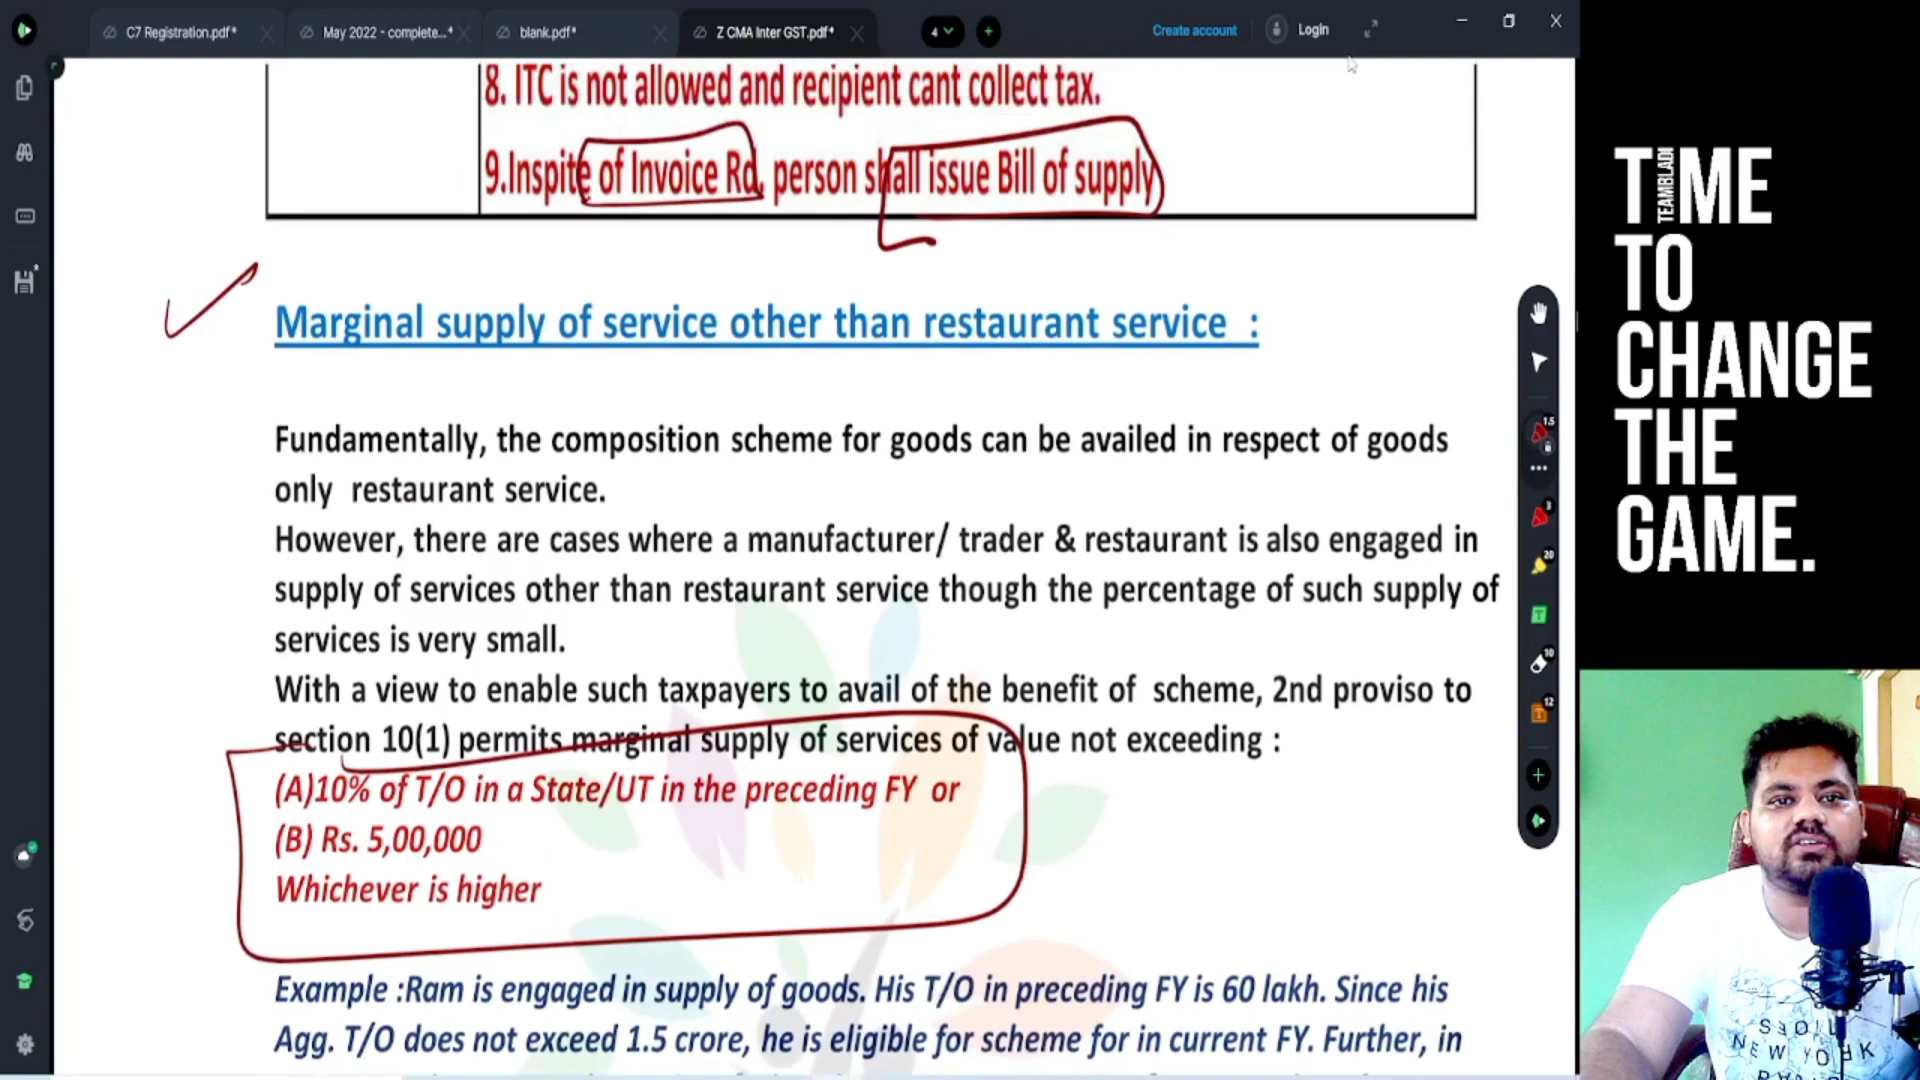 C7 Registration.pdf*
May 2022 - complete...*
blank.pdf*
Z CMA Inter GST.pdf*
4
Create account
Login
8. ITC is not allowed and recipient cant collect tax.
9.Inspite of Invoice Rd, person shall issue Bill of supply
Marginal supply of service other than restaurant service :
Fundamentally, the composition scheme for goods can be availed in respect of goods
only restaurant service.
However, there are cases where a manufacturer/ trader & restaurant is also engaged in
supply of services other than restaurant service though the percentage of such supply of
services is very small.
With a view to enable such taxpayers to avail of the benefit of scheme, 2nd proviso to
section 10(1) permits marginal supply of services of value not exceeding :
(A)10% of T/O in a State/UT in the preceding FY or
(B) Rs. 5,00,000
Whichever is higher
Example :Ram is engaged in supply of goods. His T/O in preceding FY is 60 lakh. Since his
Agg. T/O does not exceed 1.5 crore, he is eligible for scheme for in current FY. Further, in
1.5
3
20
10
12
TIME
TEAMBLADI
TO
CHANGE
THE
GAME.
NEW YORK